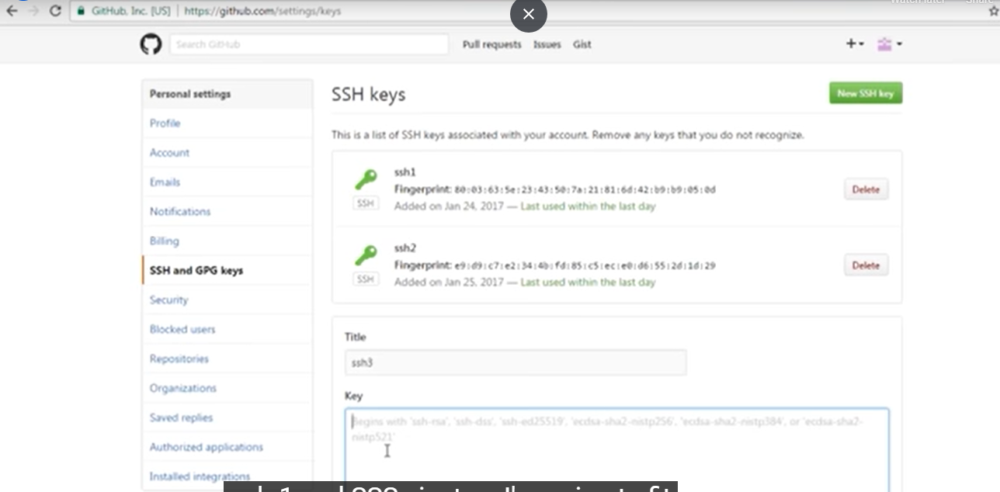 Watch later Share
GitHub, Inc. [US] | https://github.com/settings/keys
Search GitHub
Pull requests Issues Gist
Personal settings
Profile
Account
Emails
Notifications
Billing
SSH and GPG keys
Security
Blocked users
Repositories
Organizations
Saved replies
Authorized applications
Installed integrations
SSH keys
New SSH key
This is a list of SSH keys associated with your account. Remove any keys that you do not recognize.
ssh1
Fingerprint: 80:03:63:5e:23:43:50:7a:21:81:6d:42:b9:b9:05:0d
SSH
Added on Jan 24, 2017 — Last used within the last day
Delete
ssh2
Fingerprint: e9:d9:c7:e2:34:4b:fd:85:c5:ec:e0:d6:55:2d:1d:29
SSH
Added on Jan 25, 2017 — Last used within the last day
Delete
Title
ssh3
Key
Begins with 'ssh-rsa', 'ssh-dss', 'ssh-ed25519', 'ecdsa-sha2-nistp256', 'ecdsa-sha2-nistp384', or 'ecdsa-sha2-
nistp521'